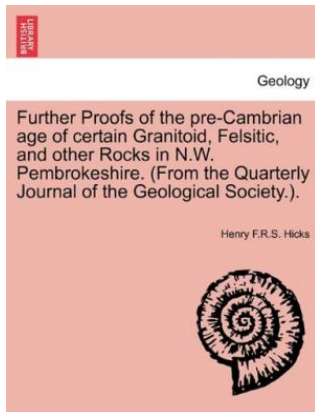 BRITISH
LIBRARY
Geology
Further Proofs of the pre-Cambrian
age of certain Granitoid, Felsitic,
and other Rocks in N.W.
Pembrokeshire. (From the Quarterly
Journal of the Geological Society.).
Henry F.R.S. Hicks